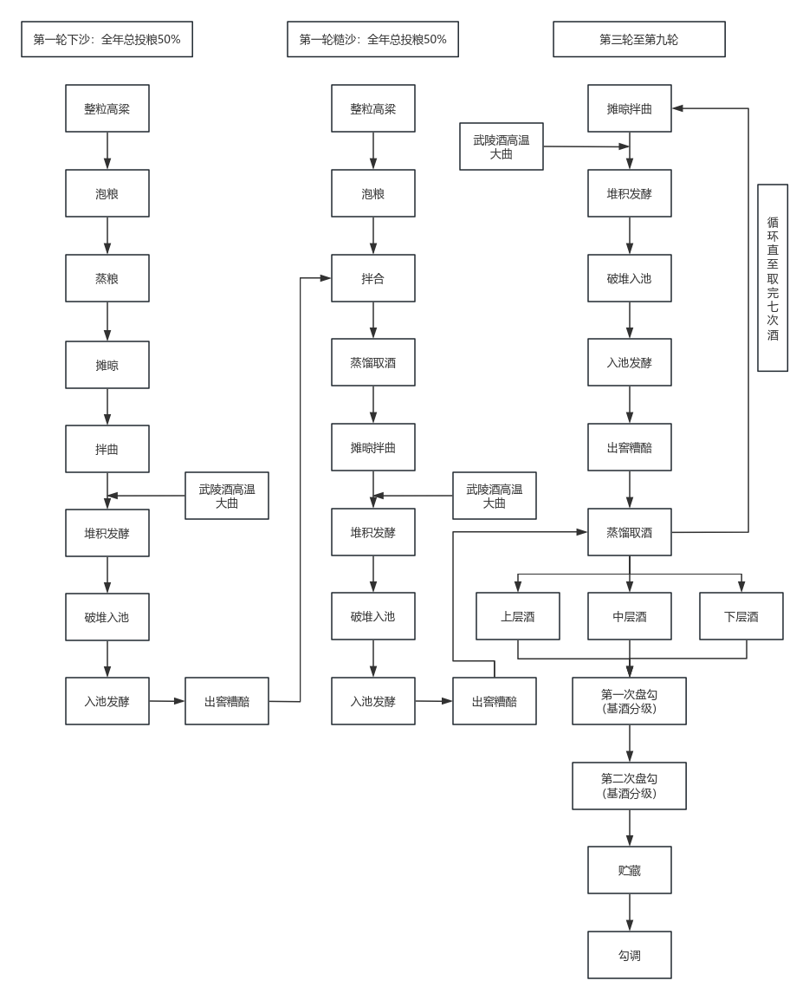 第一轮下沙：全年总投粮50%
整粒高粱
泡粮
蒸粮
摊晾
拌曲
武陵酒高温
大曲
堆积发酵
破堆入池
入池发酵
出窖糟醅
第一轮糙沙：全年总投粮50%
整粒高粱
泡粮
拌合
蒸馏取酒
摊晾拌曲
武陵酒高温
大曲
堆积发酵
破堆入池
入池发酵
出窖糟醅
第三轮至第九轮
摊晾拌曲
武陵酒高温
大曲
堆积发酵
破堆入池
入池发酵
出窖糟醅
蒸馏取酒
循环直至取完七次酒
上层酒
中层酒
下层酒
第一次盘勾
（基酒分级）
第二次盘勾
（基酒分级）
贮藏
勾调